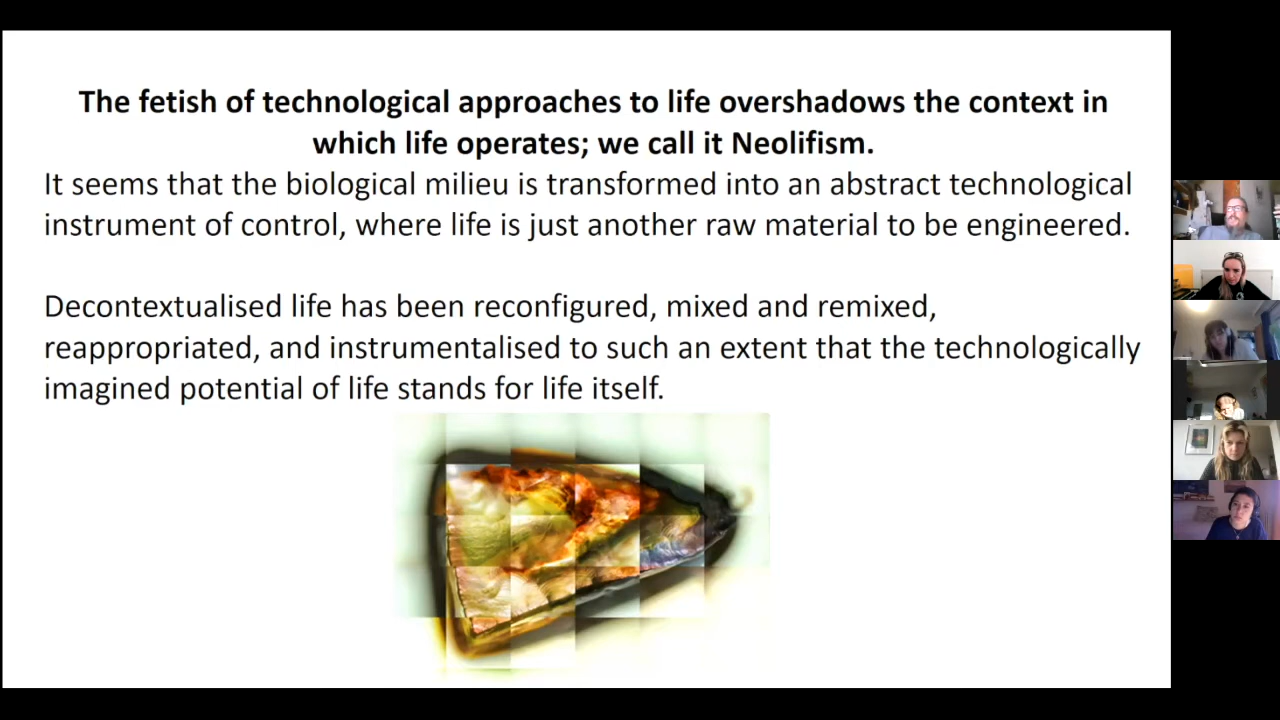 The fetish of technological approaches to life overshadows the context in
which life operates; we call it Neolifism.
It seems that the biological milieu is transformed into an abstract technological
instrument of control, where life is just another raw material to be engineered.
Decontextualised life has been reconfigured, mixed and remixed,
reappropriated, and instrumentalised to such an extent that the technologically
imagined potential of life stands for life itself.